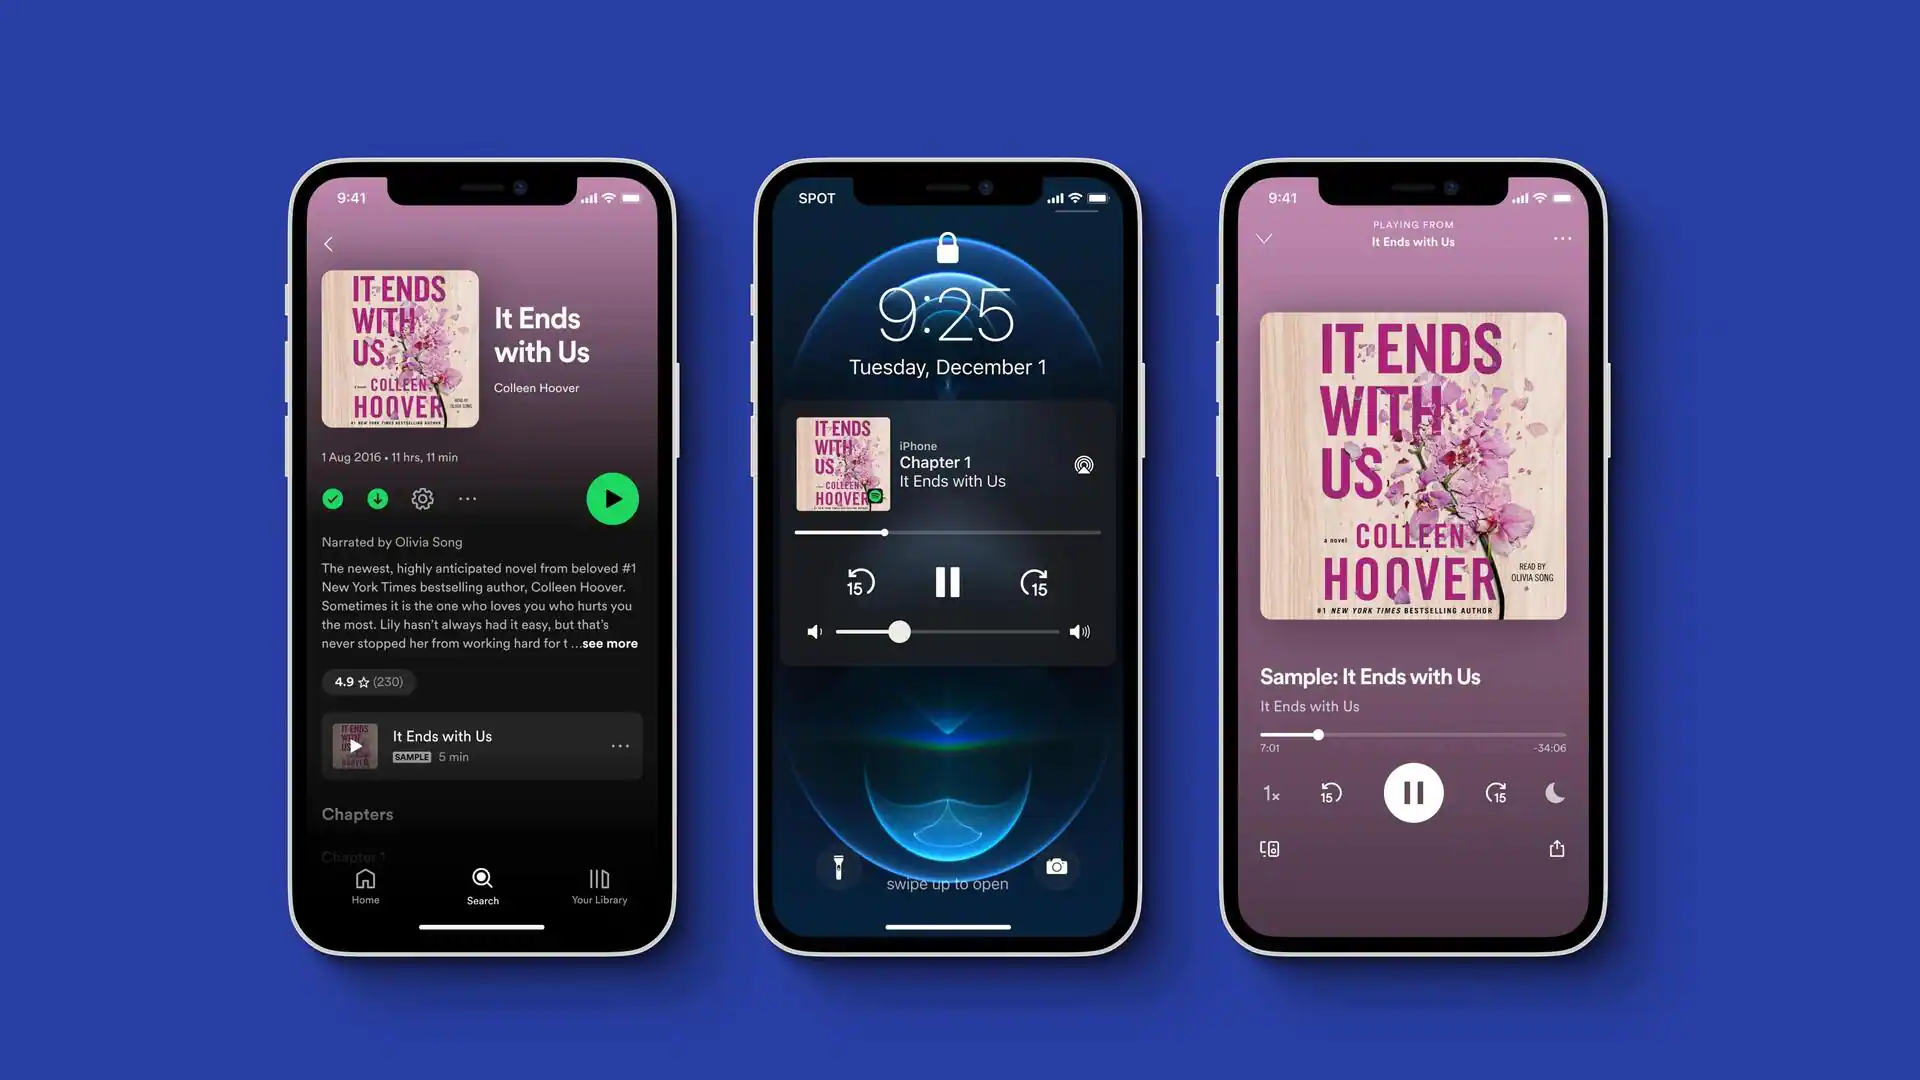 9:41
IT ENDS
WITH
US
a novel COLLEEN
HOOVER
READ BY
OLIVIA SONG
#1 NEW YORK TIMES BESTSELLING AUTHOR
It Ends
with Us
Colleen Hoover
1 Aug 2016 • 11 hrs, 11 min
Narrated by Olivia Song
The newest, highly anticipated novel from beloved #1
New York Times bestselling author, Colleen Hoover.
Sometimes it is the one who loves you who hurts you
the most. Lily hasn't always had it easy, but that's
never stopped her from working hard for t ...see more
4.9 ☆ (230)
IT ENDS
WITH
US
COLLEEN
HOOVER
It Ends with Us
SAMPLE 5 min
Chapters
Chapter 1
Home
Search
Your Library
SPOT
9:25
Tuesday, December 1
IT ENDS
WITH
US
COLLEEN
HOOVER
iPhone
Chapter 1
It Ends with Us
15
15
swipe up to open
9:41
PLAYING FROM
It Ends with Us
IT ENDS
WITH
US
a novel COLLEEN
HOOVER
READ BY
OLIVIA SONG
#1 NEW YORK TIMES BESTSELLING AUTHOR
Sample: It Ends with Us
It Ends with Us
7:01
-34:06
1x
15
15